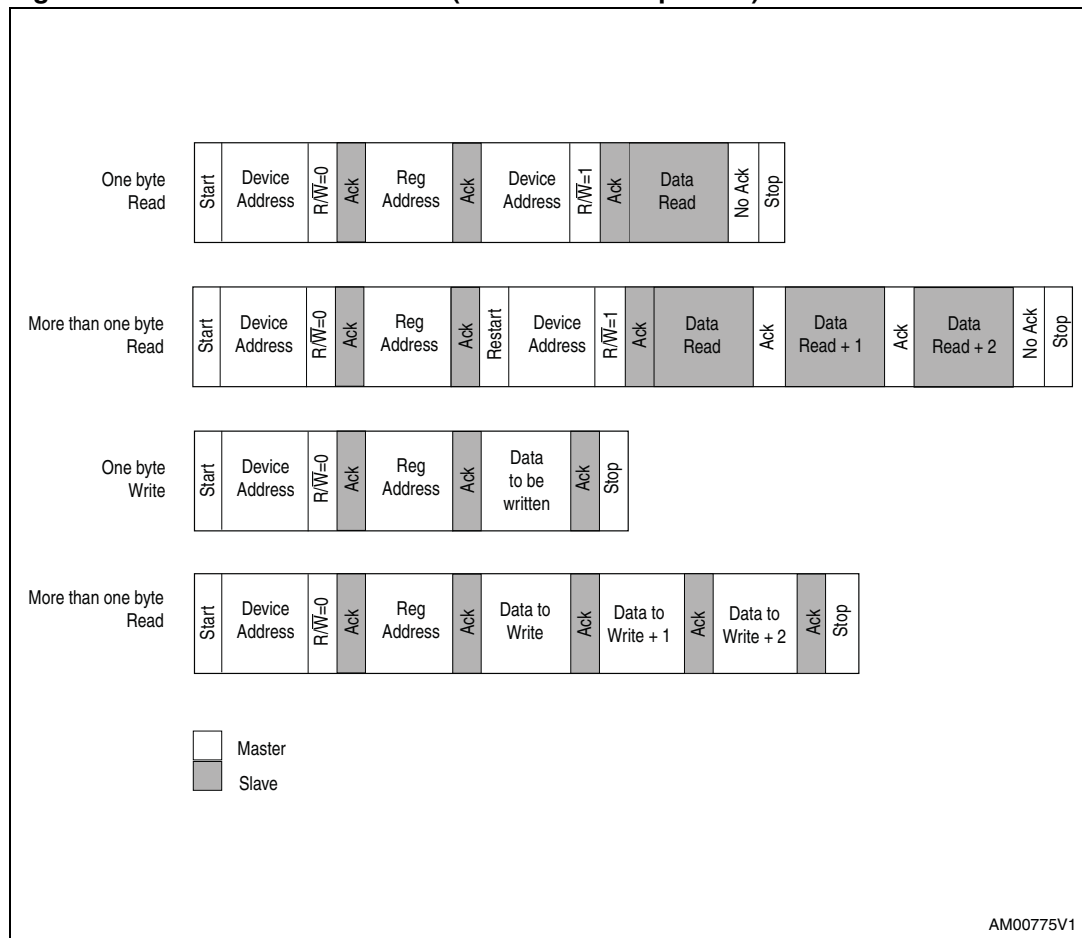 One byte
Read
Start
Device
Address
R/W̅=0
Ack
Reg
Address
Ack
Device
Address
R/W̅=1
Ack
Data
Read
No Ack
Stop
More than one byte
Read
Start
Device
Address
R/W̅=0
Ack
Reg
Address
Ack
Restart
Device
Address
R/W̅=1
Ack
Data
Read
Ack
Data
Read + 1
Ack
Data
Read + 2
No Ack
Stop
One byte
Write
Start
Device
Address
R/W̅=0
Ack
Reg
Address
Ack
Data
to be
written
Ack
Stop
More than one byte
Read
Start
Device
Address
R/W̅=0
Ack
Reg
Address
Ack
Data to
Write
Ack
Data to
Write + 1
Ack
Data to
Write + 2
Ack
Stop
Master
Slave
AM00775V1